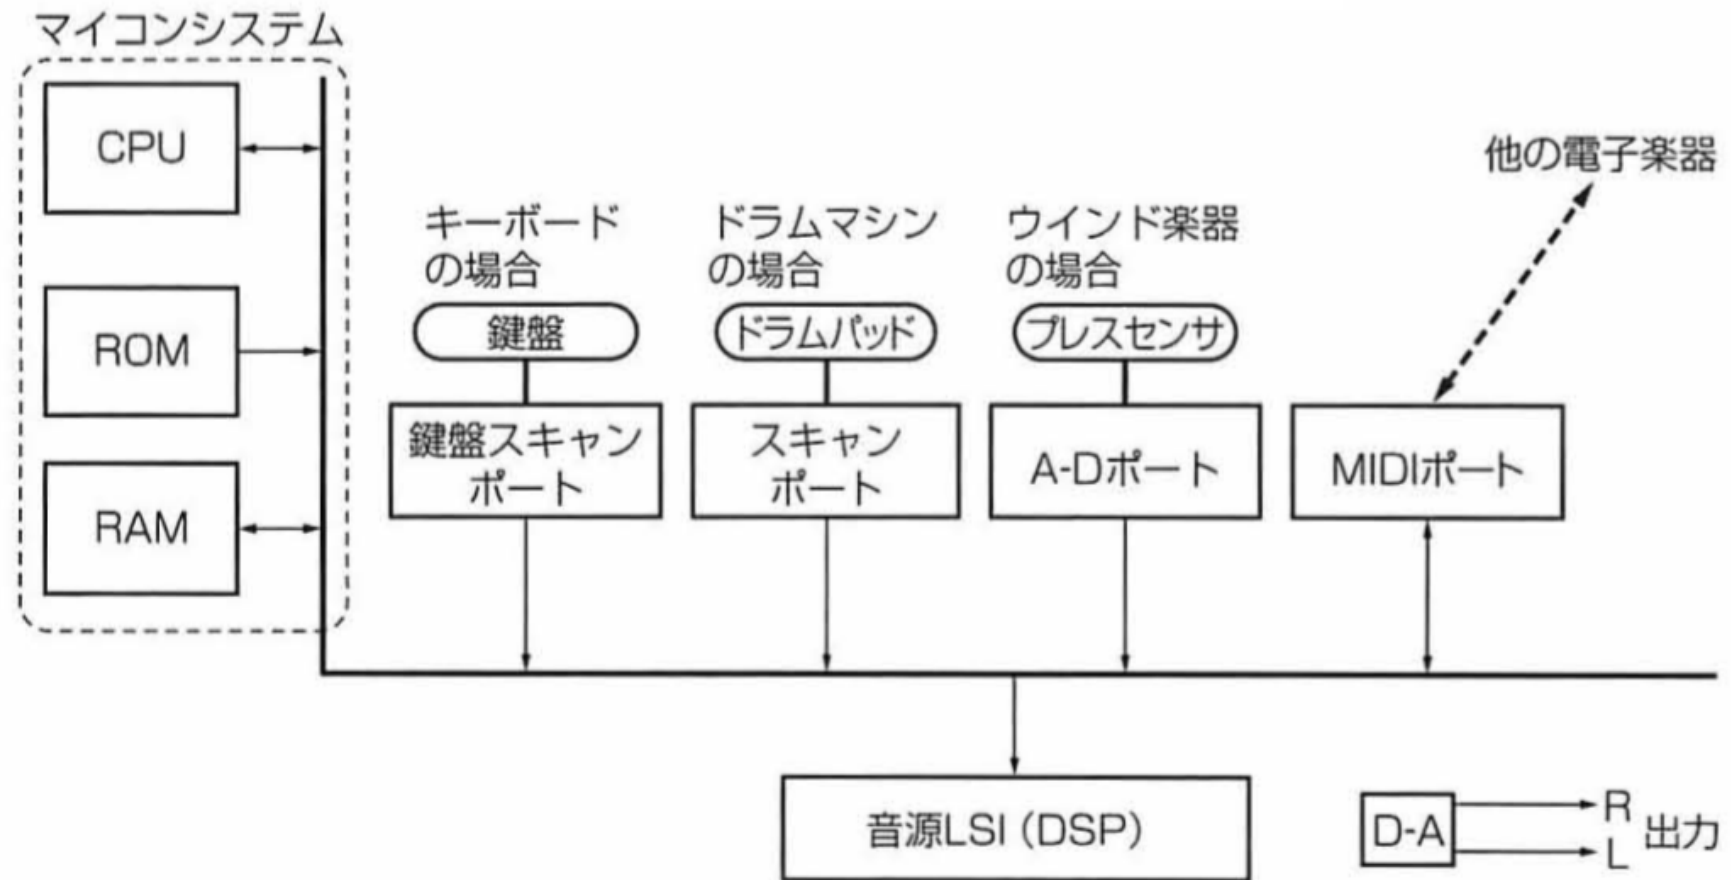 マイコンシステム
CPU
ROM
RAM
キーボード
の場合
鍵盤
鍵盤スキャン
ポート
ドラムマシン
の場合
ドラムパッド
スキャン
ポート
ウインド楽器
の場合
プレスセンサ
A-Dポート
他の電子楽器
MIDIポート
音源LSI（DSP）
D-A
R
L
出力